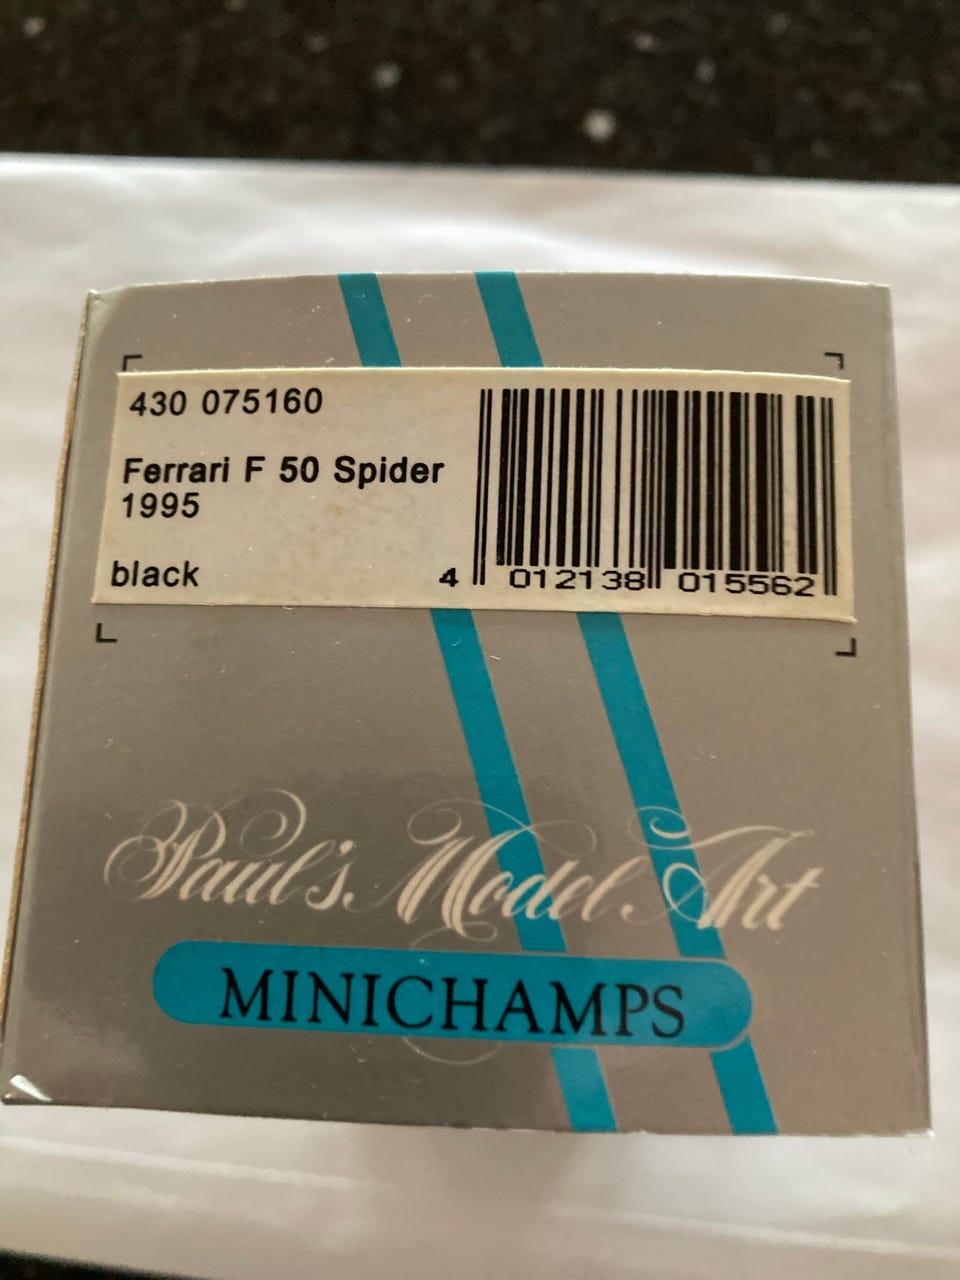 430 075160
Ferrari F 50 Spider
1995
black
4 012138 015562
Paul's Model Art
MINICHAMPS